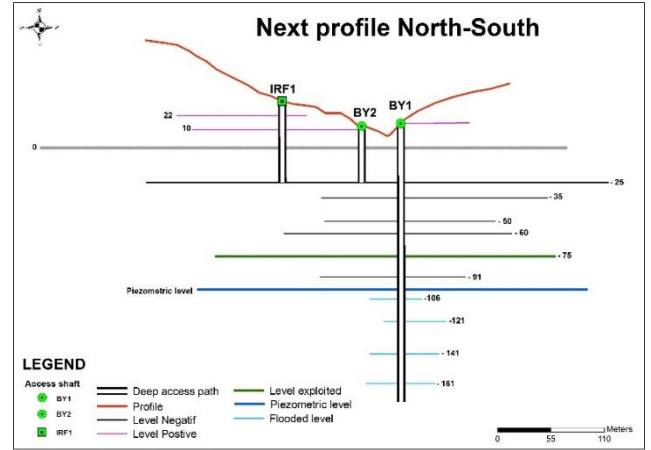 Next profile North-South
IRF1
BY2
BY1
22
10
0
- 25
- 35
- 50
- 60
- 75
- 91
Piezometric level
-106
-121
- 141
- 161
LEGEND
Access shaft
BY1
BY2
IRF1
Deep access path
Profile
Level Negatif
Level Postive
Level exploited
Piezometric level
Flooded level
Meters
0 55 110